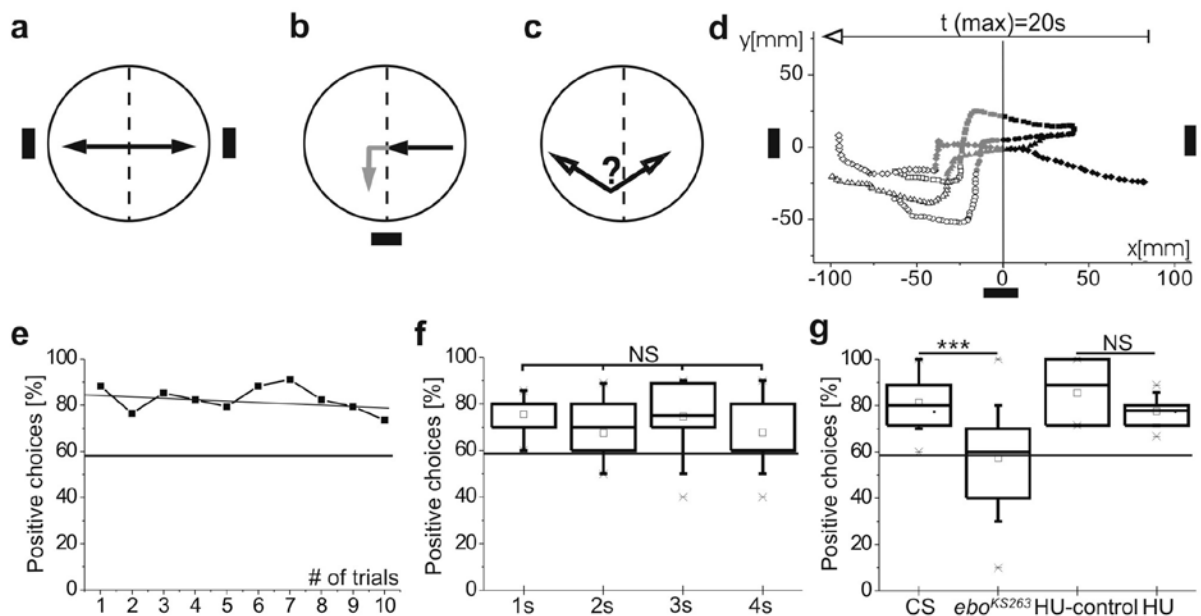 a
b
c
d
t (max)=20s
y[mm]
50
0
-50
x[mm]
-100
-50
0
50
100
?
e
Positive choices [%]
100
80
60
40
20
0
# of trials
1 2 3 4 5 6 7 8 9 10
f
NS
Positive choices [%]
100
80
60
40
20
0
1s 2s 3s 4s
g
***
NS
Positive choices [%]
100
80
60
40
20
0
CS eboKS263 HU-control HU